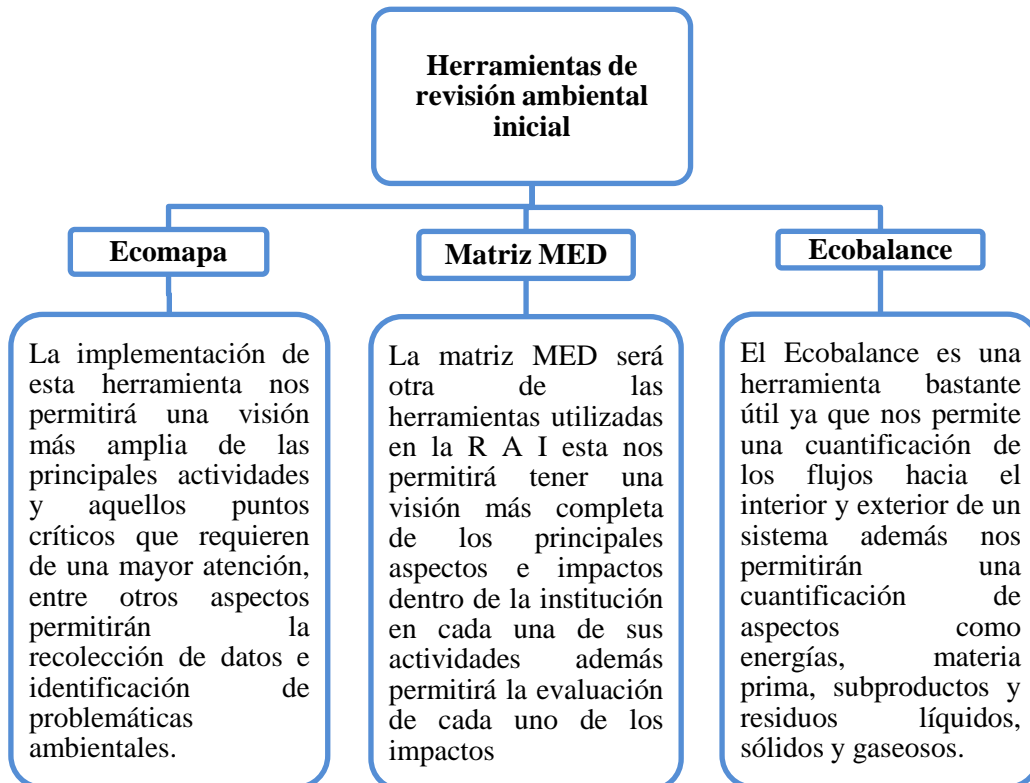 Herramientas de
revisión ambiental
inicial
Ecomapa
Matriz MED
Ecobalance
La implementación de
esta herramienta nos
permitirá una visión
más amplia de las
principales actividades
y aquellos puntos
críticos que requieren
de una mayor atención,
entre otros aspectos
permitirán la
recolección de datos e
identificación de
problemáticas
ambientales.
La matriz MED será
otra de las
herramientas utilizadas
en la R A I esta nos
permitirá tener una
visión más completa
de los principales
aspectos e impactos
dentro de la institución
en cada una de sus
actividades además
permitirá la evaluación
de cada uno de los
impactos
El Ecobalance es una
herramienta bastante
útil ya que nos permite
una cuantificación de
los flujos hacia el
interior y exterior de un
sistema además nos
permitirán una
cuantificación de
aspectos como
energías, materia
prima, subproductos y
residuos líquidos,
sólidos y gaseosos.